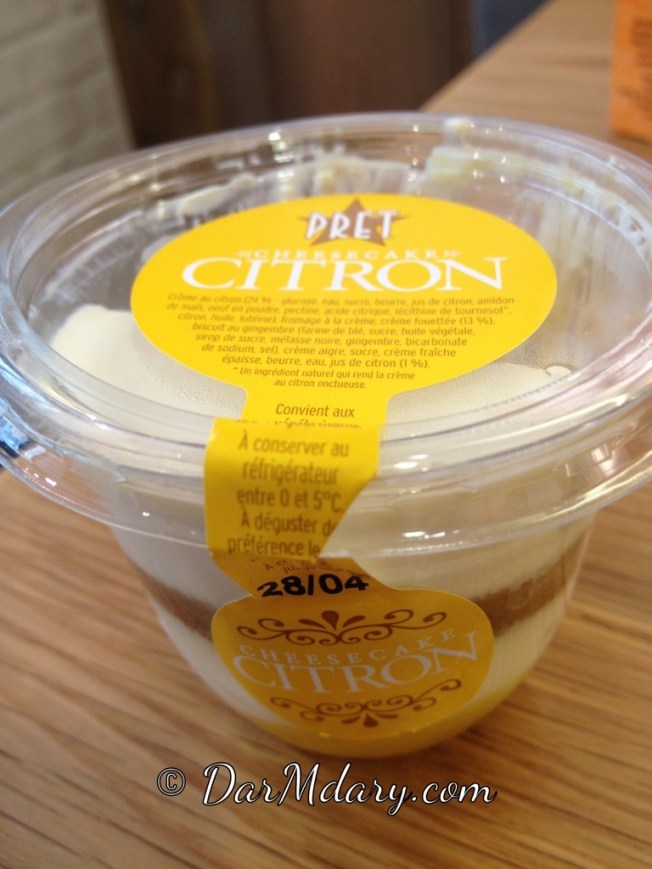 PRET
CHEESECAKE
CITRON
Crème au citron (24 % - glucose, eau, sucre, beurre, jus de citron, amidon
de maïs, oeuf en poudre, pectine, acide citrique, lécithine de tournesol*,
citron, huile, lutéine), fromage à la crème, crème fouettée (13 %),
biscuit au gingembre (farine de blé, sucre, huile végétale,
sirop de sucre, mélasse noire, gingembre, bicarbonate
de sodium, sel), crème aigre, sucre, crème fraîche
épaisse, beurre, eau, jus de citron (1 %).
* Un ingrédient naturel qui rend la crème
au citron onctueuse.
Convient aux
À conserver au
réfrigérateur
entre 0 et 5°C.
À déguster de
préférence le
28/04
CHEESECAKE
CITRON
© DarMdary.com